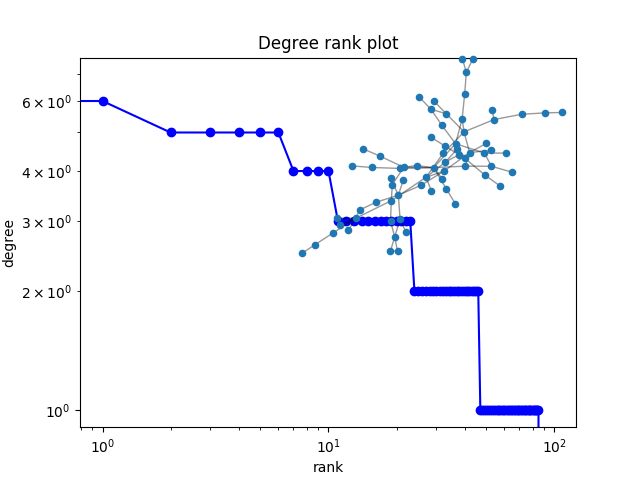 Degree rank plot
6 × 10⁰
4 × 10⁰
3 × 10⁰
2 × 10⁰
10⁰
degree
10⁰ 10¹ 10²
rank